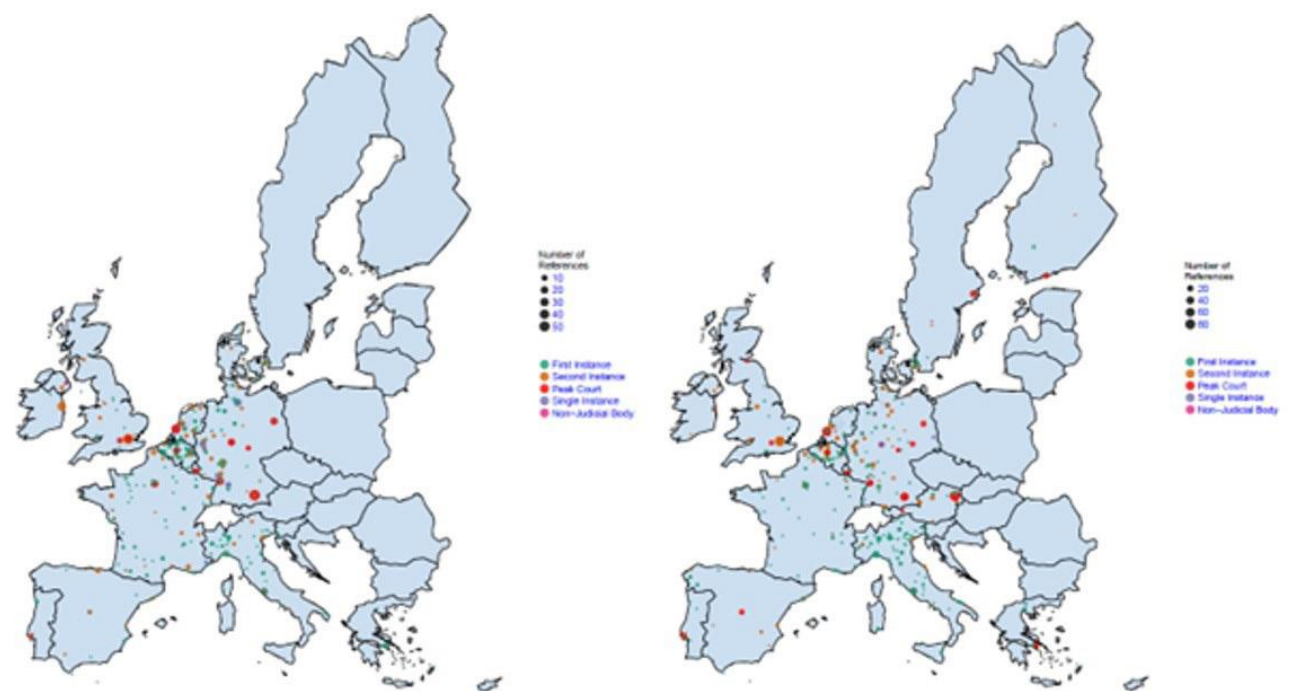 Number of
References
10
20
30
40
50
First Instance
Second Instance
Peak Court
Single Instance
Non-Judicial Body
Number of
References
20
40
60
80
First Instance
Second Instance
Peak Court
Single Instance
Non-Judicial Body